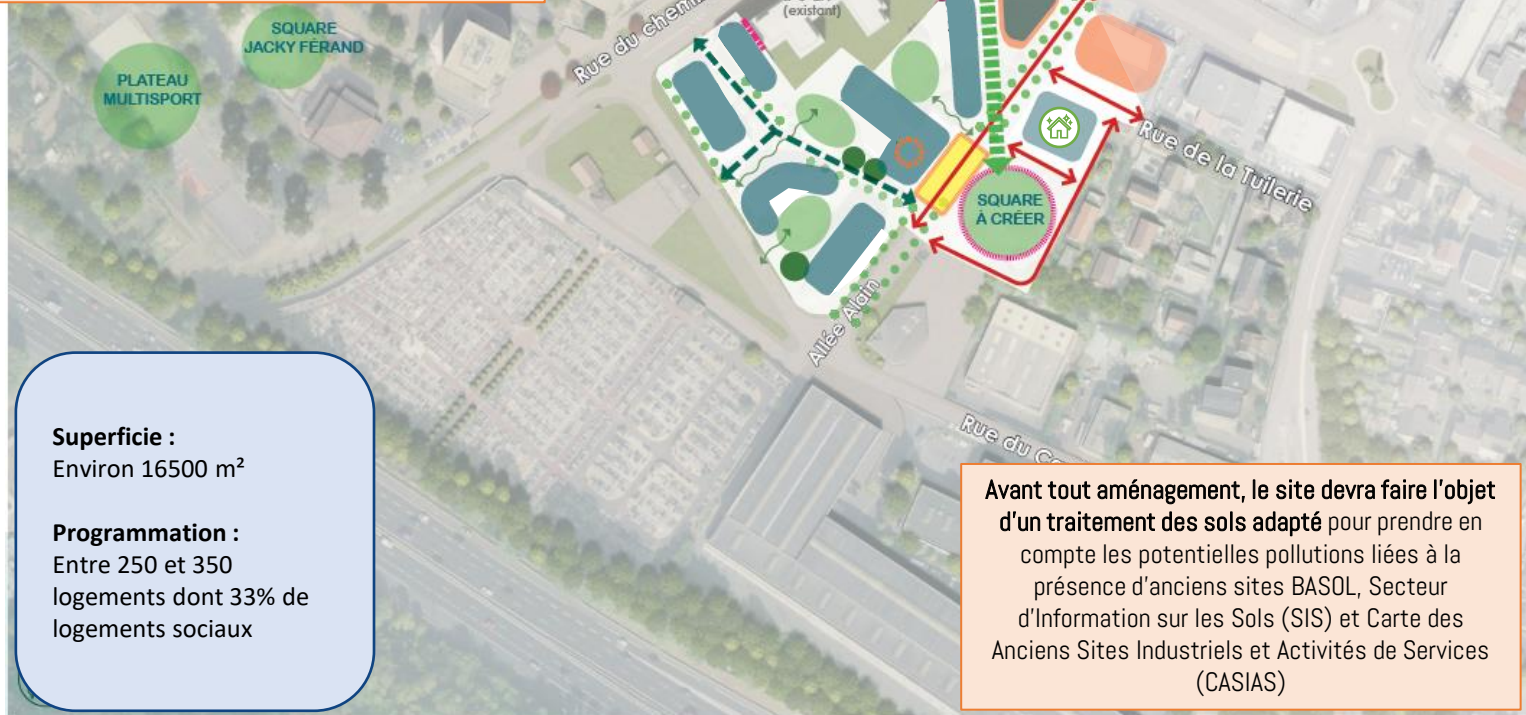 (existant)
SQUARE
JACKY FÉRAND
PLATEAU
MULTISPORT
Rue du
Rue de la Tuilerie
SQUARE
À CRÉER
Allée Alain
Rue du
Superficie :
Environ 16500 m²
Programmation :
Entre 250 et 350
logements dont 33% de
logements sociaux
Avant tout aménagement, le site devra faire l'objet
d'un traitement des sols adapté pour prendre en
compte les potentielles pollutions liées à la
présence d'anciens sites BASOL, Secteur
d'Information sur les Sols (SIS) et Carte des
Anciens Sites Industriels et Activités de Services
(CASIAS)